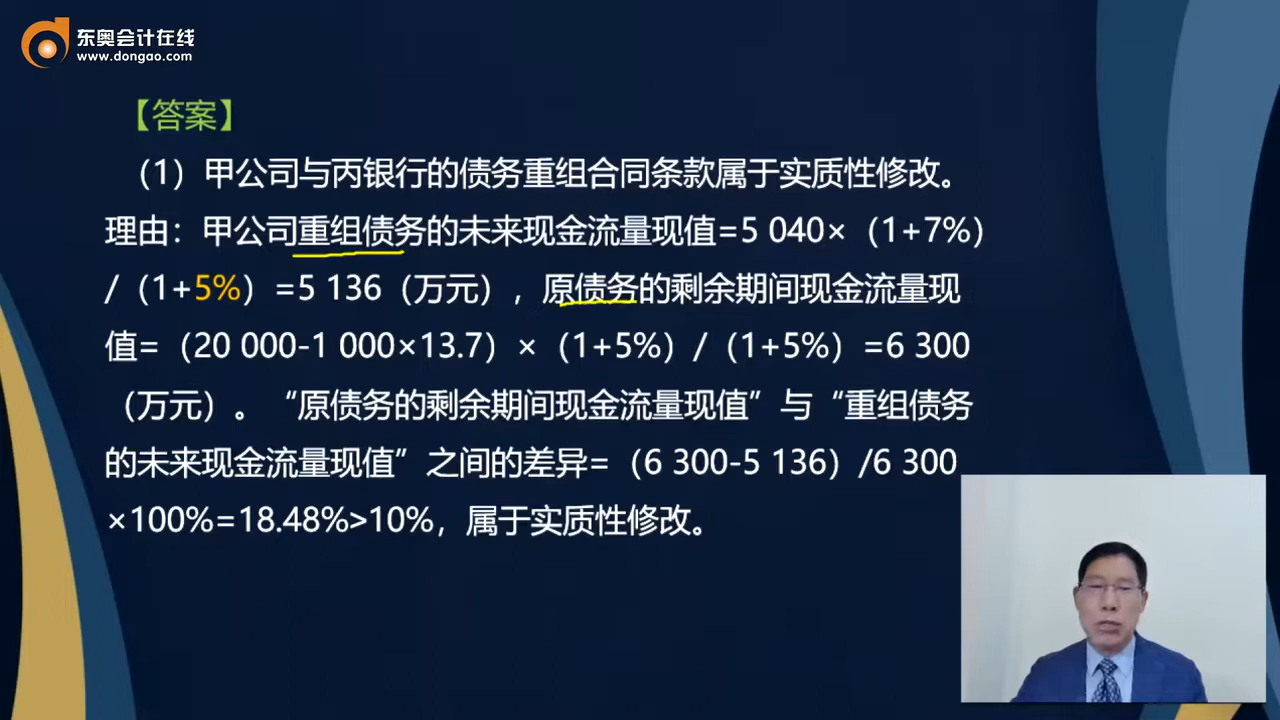 东奥会计在线
www.dongao.com
【答案】
（1）甲公司与丙银行的债务重组合同条款属于实质性修改。
理由：甲公司重组债务的未来现金流量现值=5 040×（1+7%）
/（1+5%）=5 136（万元），原债务的剩余期间现金流量现
值=（20 000-1 000×13.7）×（1+5%）/（1+5%）=6 300
（万元）。“原债务的剩余期间现金流量现值”与“重组债务
的未来现金流量现值”之间的差异=（6 300-5 136）/6 300
×100%=18.48%>10%，属于实质性修改。